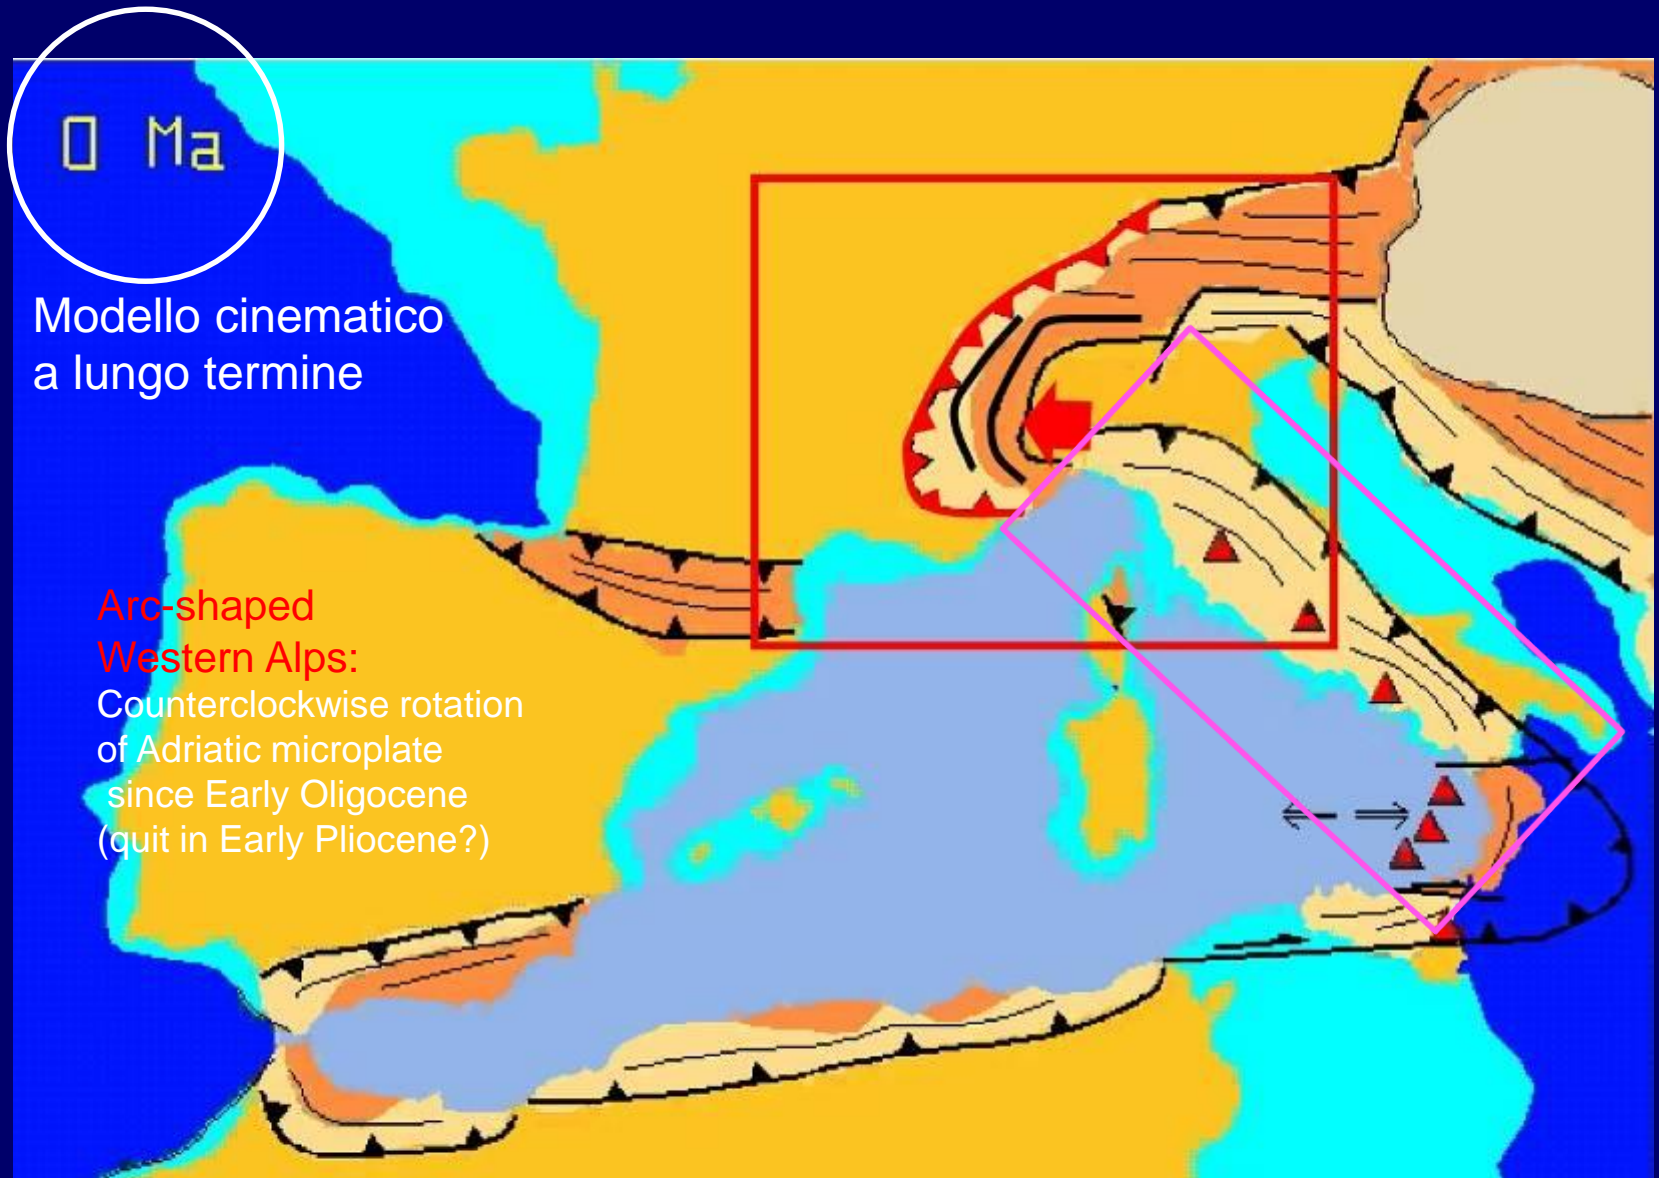 0 Ma
Modello cinematico
a lungo termine
Arc-shaped
Western Alps:
Counterclockwise rotation
of Adriatic microplate
since Early Oligocene
(quit in Early Pliocene?)